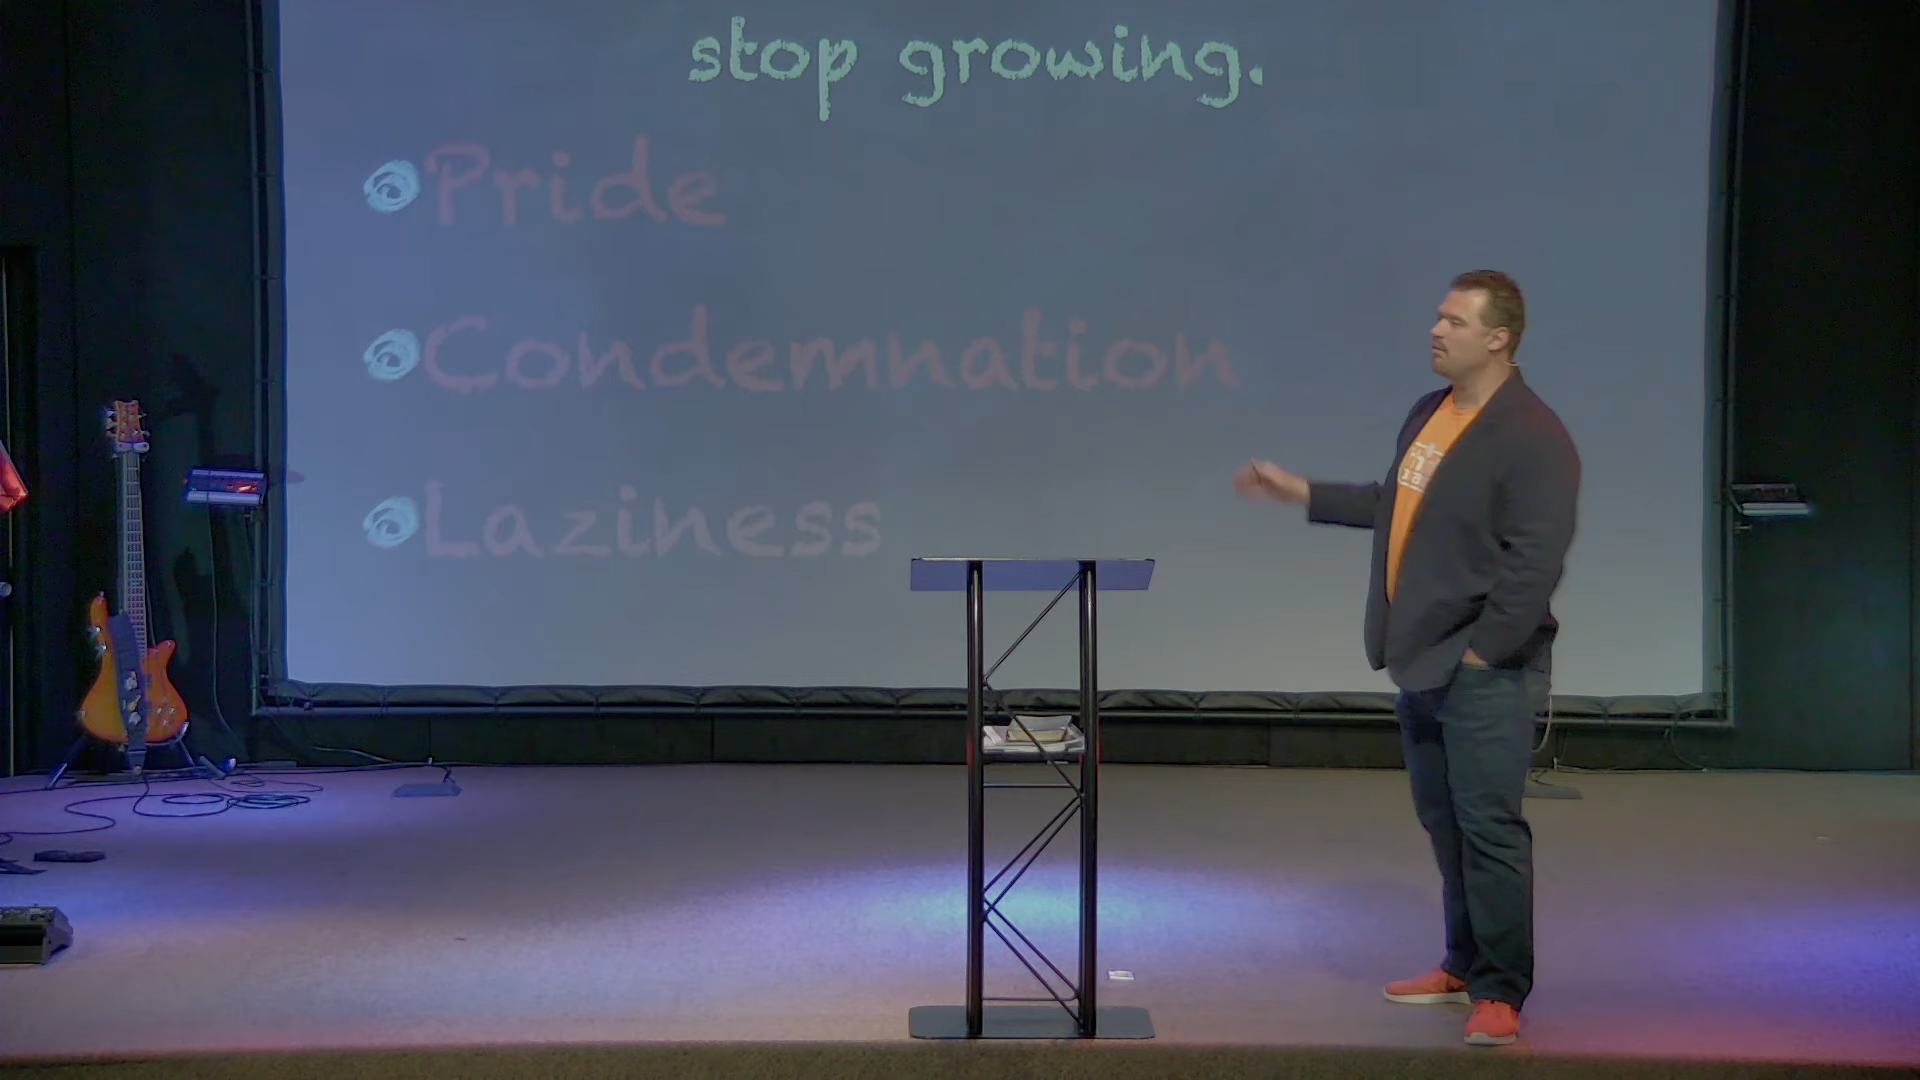 stop growing.
Pride
Condemnation
Laziness